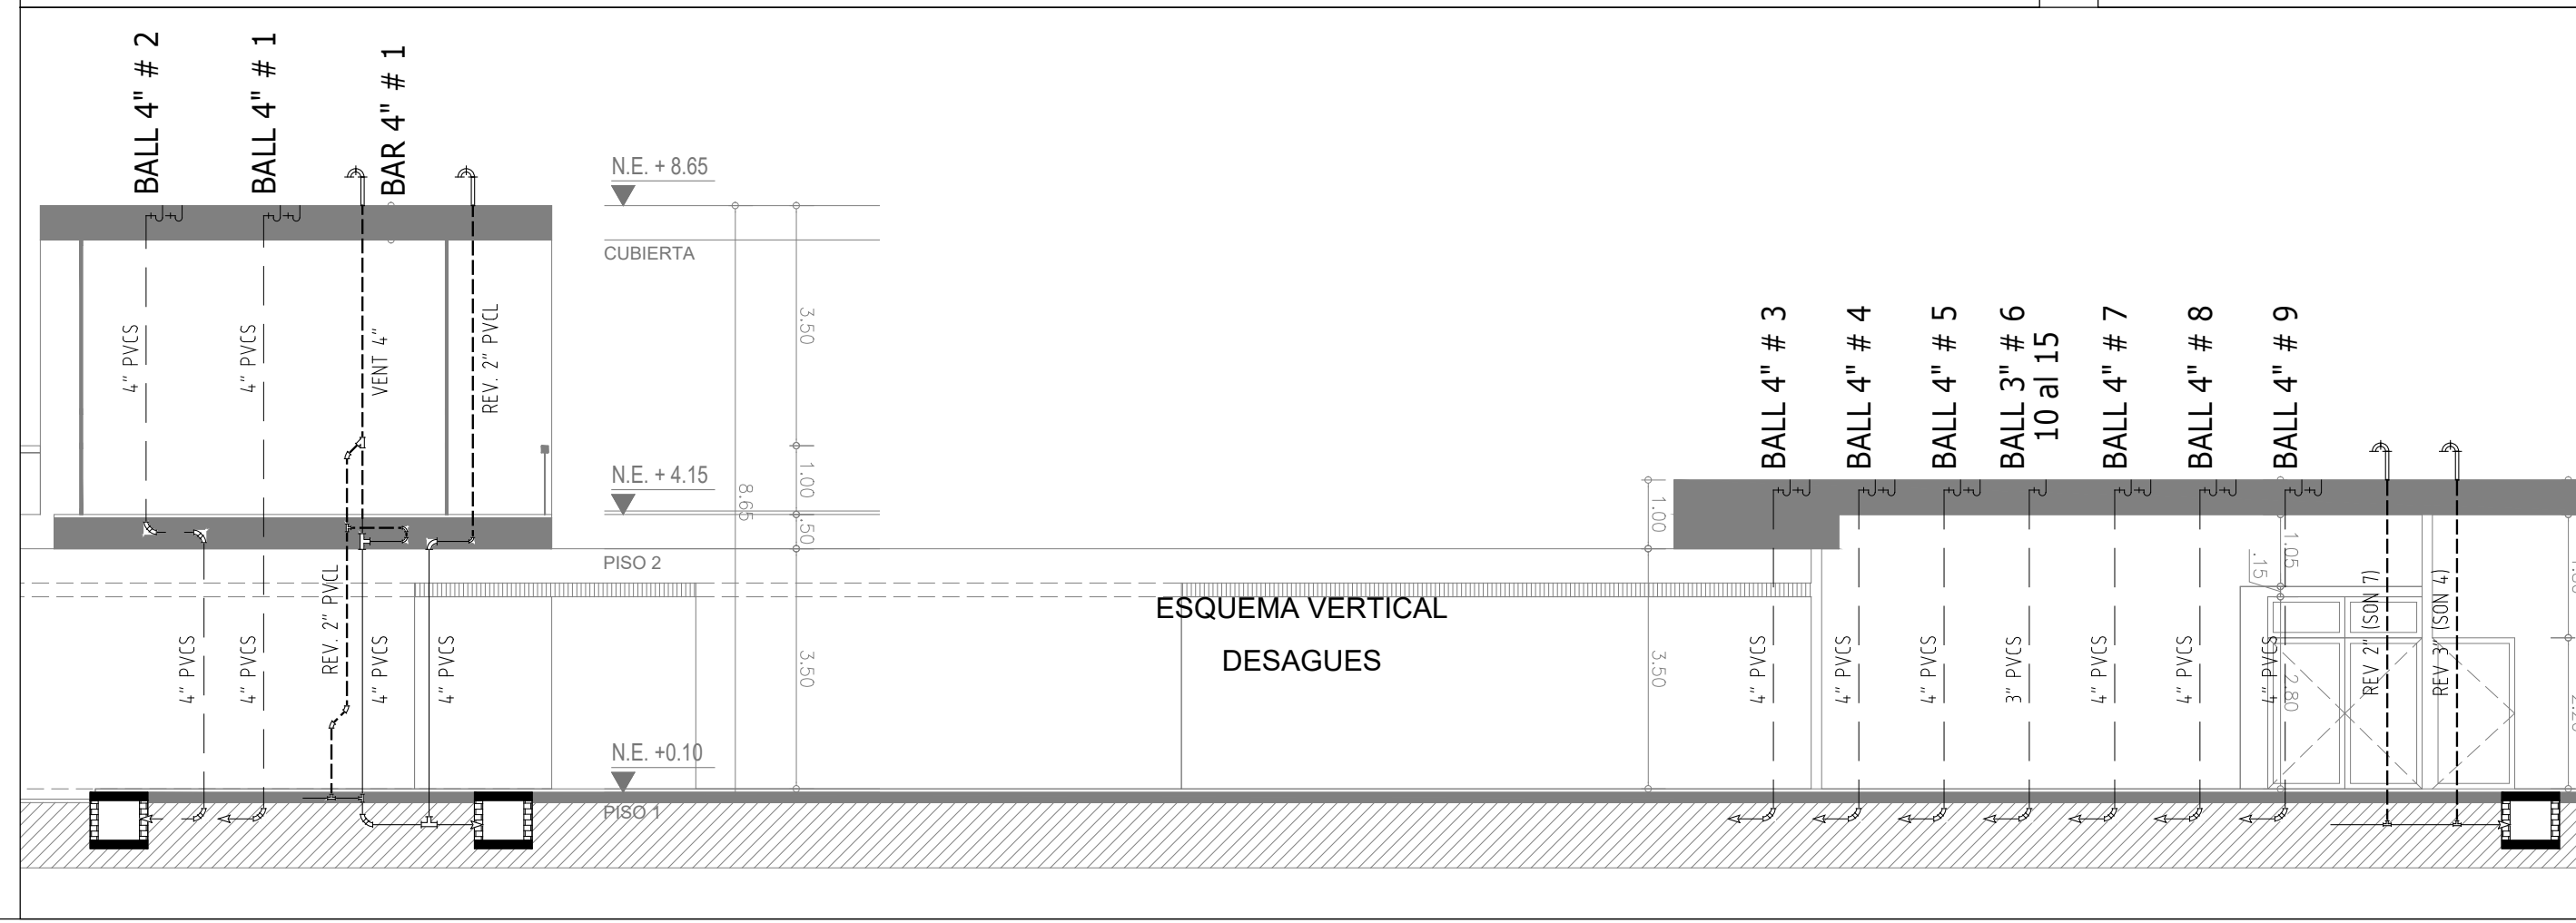 BALL 4" # 2
BALL 4" # 1
BAR 4" # 1
N.E. + 8.65
CUBIERTA
4" PVCS
4" PVCS
VENT 4"
REV. 2" PVCL
3.50
1.00
8.65
.50
N.E. + 4.15
PISO 2
4" PVCS
4" PVCS
REV. 2" PVCL
4" PVCS
4" PVCS
3.50
N.E. +0.10
PISO 1
ESQUEMA VERTICAL
DESAGUES
BALL 4" # 3
BALL 4" # 4
BALL 4" # 5
BALL 3" # 6
10 al 15
BALL 4" # 7
BALL 4" # 8
BALL 4" # 9
1.00
3.50
4" PVCS
4" PVCS
4" PVCS
3" PVCS
4" PVCS
4" PVCS
4" PVCS
.15
1.05
2.80
REV 2" (SON 7)
REV 3" (SON 4)